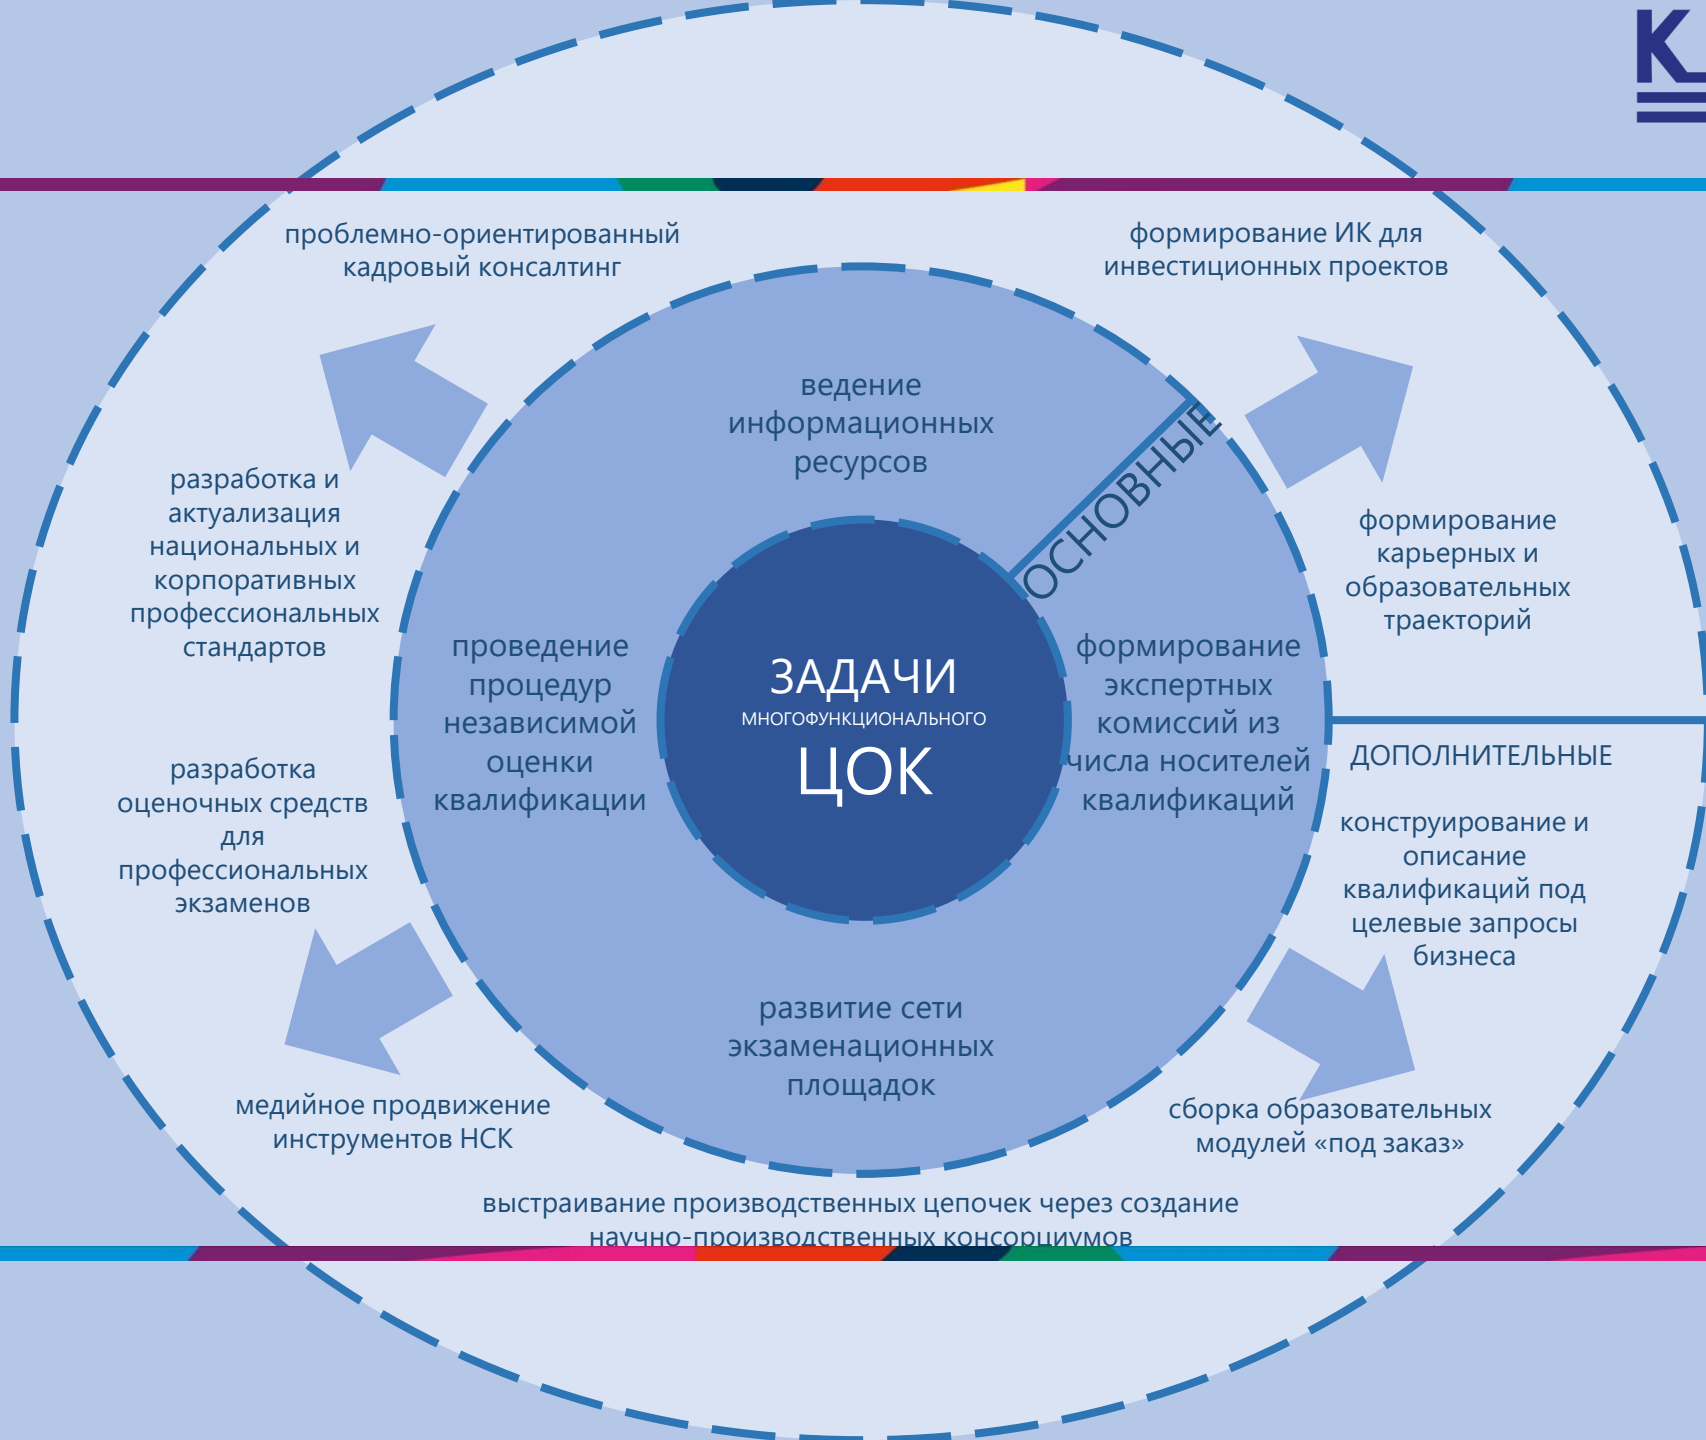 К
проблемно-ориентированный
кадровый консалтинг
формирование ИК для
инвестиционных проектов
ведение
информационных
ресурсов
ОСНОВНЫЕ
разработка и
актуализация
национальных и
корпоративных
профессиональных
стандартов
формирование
карьерных и
образовательных
траекторий
проведение
процедур
независимой
оценки
квалификации
ЗАДАЧИ
МНОГОФУНКЦИОНАЛЬНОГО
ЦОК
формирование
экспертных
комиссий из
числа носителей
квалификаций
ДОПОЛНИТЕЛЬНЫЕ
разработка
оценочных средств
для
профессиональных
экзаменов
конструирование и
описание
квалификаций под
целевые запросы
бизнеса
развитие сети
экзаменационных
площадок
медийное продвижение
инструментов НСК
сборка образовательных
модулей «под заказ»
выстраивание производственных цепочек через создание
научно-производственных консорциумов